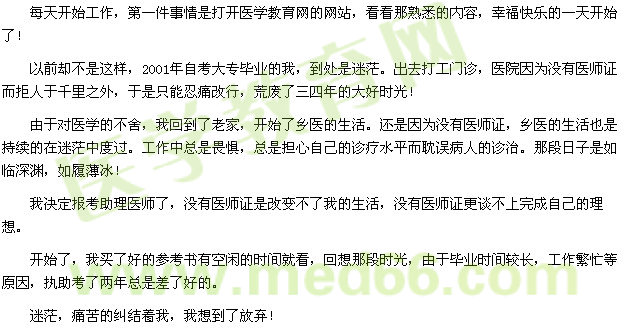 每天开始工作，第一件事情是打开医学教育网的网站，看看那熟悉的内容，幸福快乐的一天开始
了！
以前却不是这样，2001年自考大专毕业的我，到处是迷茫。出去打工门诊，医院因为没有医师证
而拒人于千里之外，于是只能忍痛改行，荒废了三四年的大好时光！
由于对医学的不舍，我回到了老家，开始了乡医的生活。还是因为没有医师证，乡医的生活也是
持续的在迷茫中度过。工作中总是畏惧，总是担心自己的诊疗水平而耽误病人的诊治。那段日子是如
临深渊，如履薄冰！
我决定报考助理医师了，没有医师证是改变不了我的生活，没有医师证更谈不上完成自己的理
想。
开始了，我买了好的参考书有空闲的时间就看，回想那段时光，由于毕业时间较长，工作繁忙等
原因，执助考了两年总是差了好的。
迷茫，痛苦的纠结着我，我想到了放弃！
医学教育网
www.med66.com